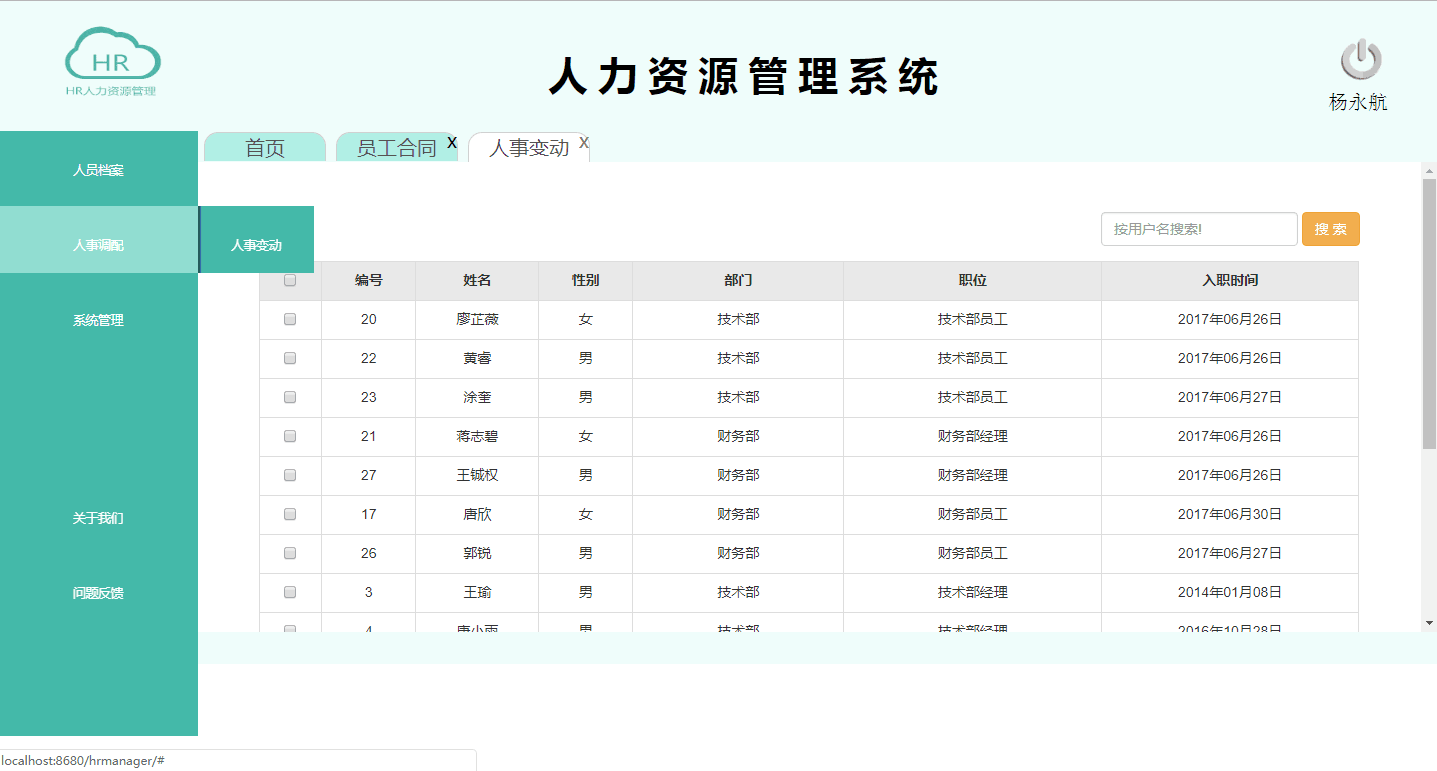 HR
HR人力资源管理
人力资源管理系统
杨永航
首页 员工合同 X 人事变动 X
人员档案
人事调配
人事变动
系统管理
关于我们
问题反馈
按用户名搜索! 搜 索
编号 姓名 性别 部门 职位 入职时间
20 廖芷薇 女 技术部 技术部员工 2017年06月26日
22 黄睿 男 技术部 技术部员工 2017年06月26日
23 涂奎 男 技术部 技术部员工 2017年06月27日
21 蒋志碧 女 财务部 财务部经理 2017年06月26日
27 王铖权 男 财务部 财务部经理 2017年06月26日
17 唐欣 女 财务部 财务部员工 2017年06月30日
26 郭锐 男 财务部 财务部员工 2017年06月27日
3 王瑜 男 技术部 技术部经理 2014年01月08日
4 男 技术部 技术部经理 2016年10月28日
localhost:8680/hrmanager/#